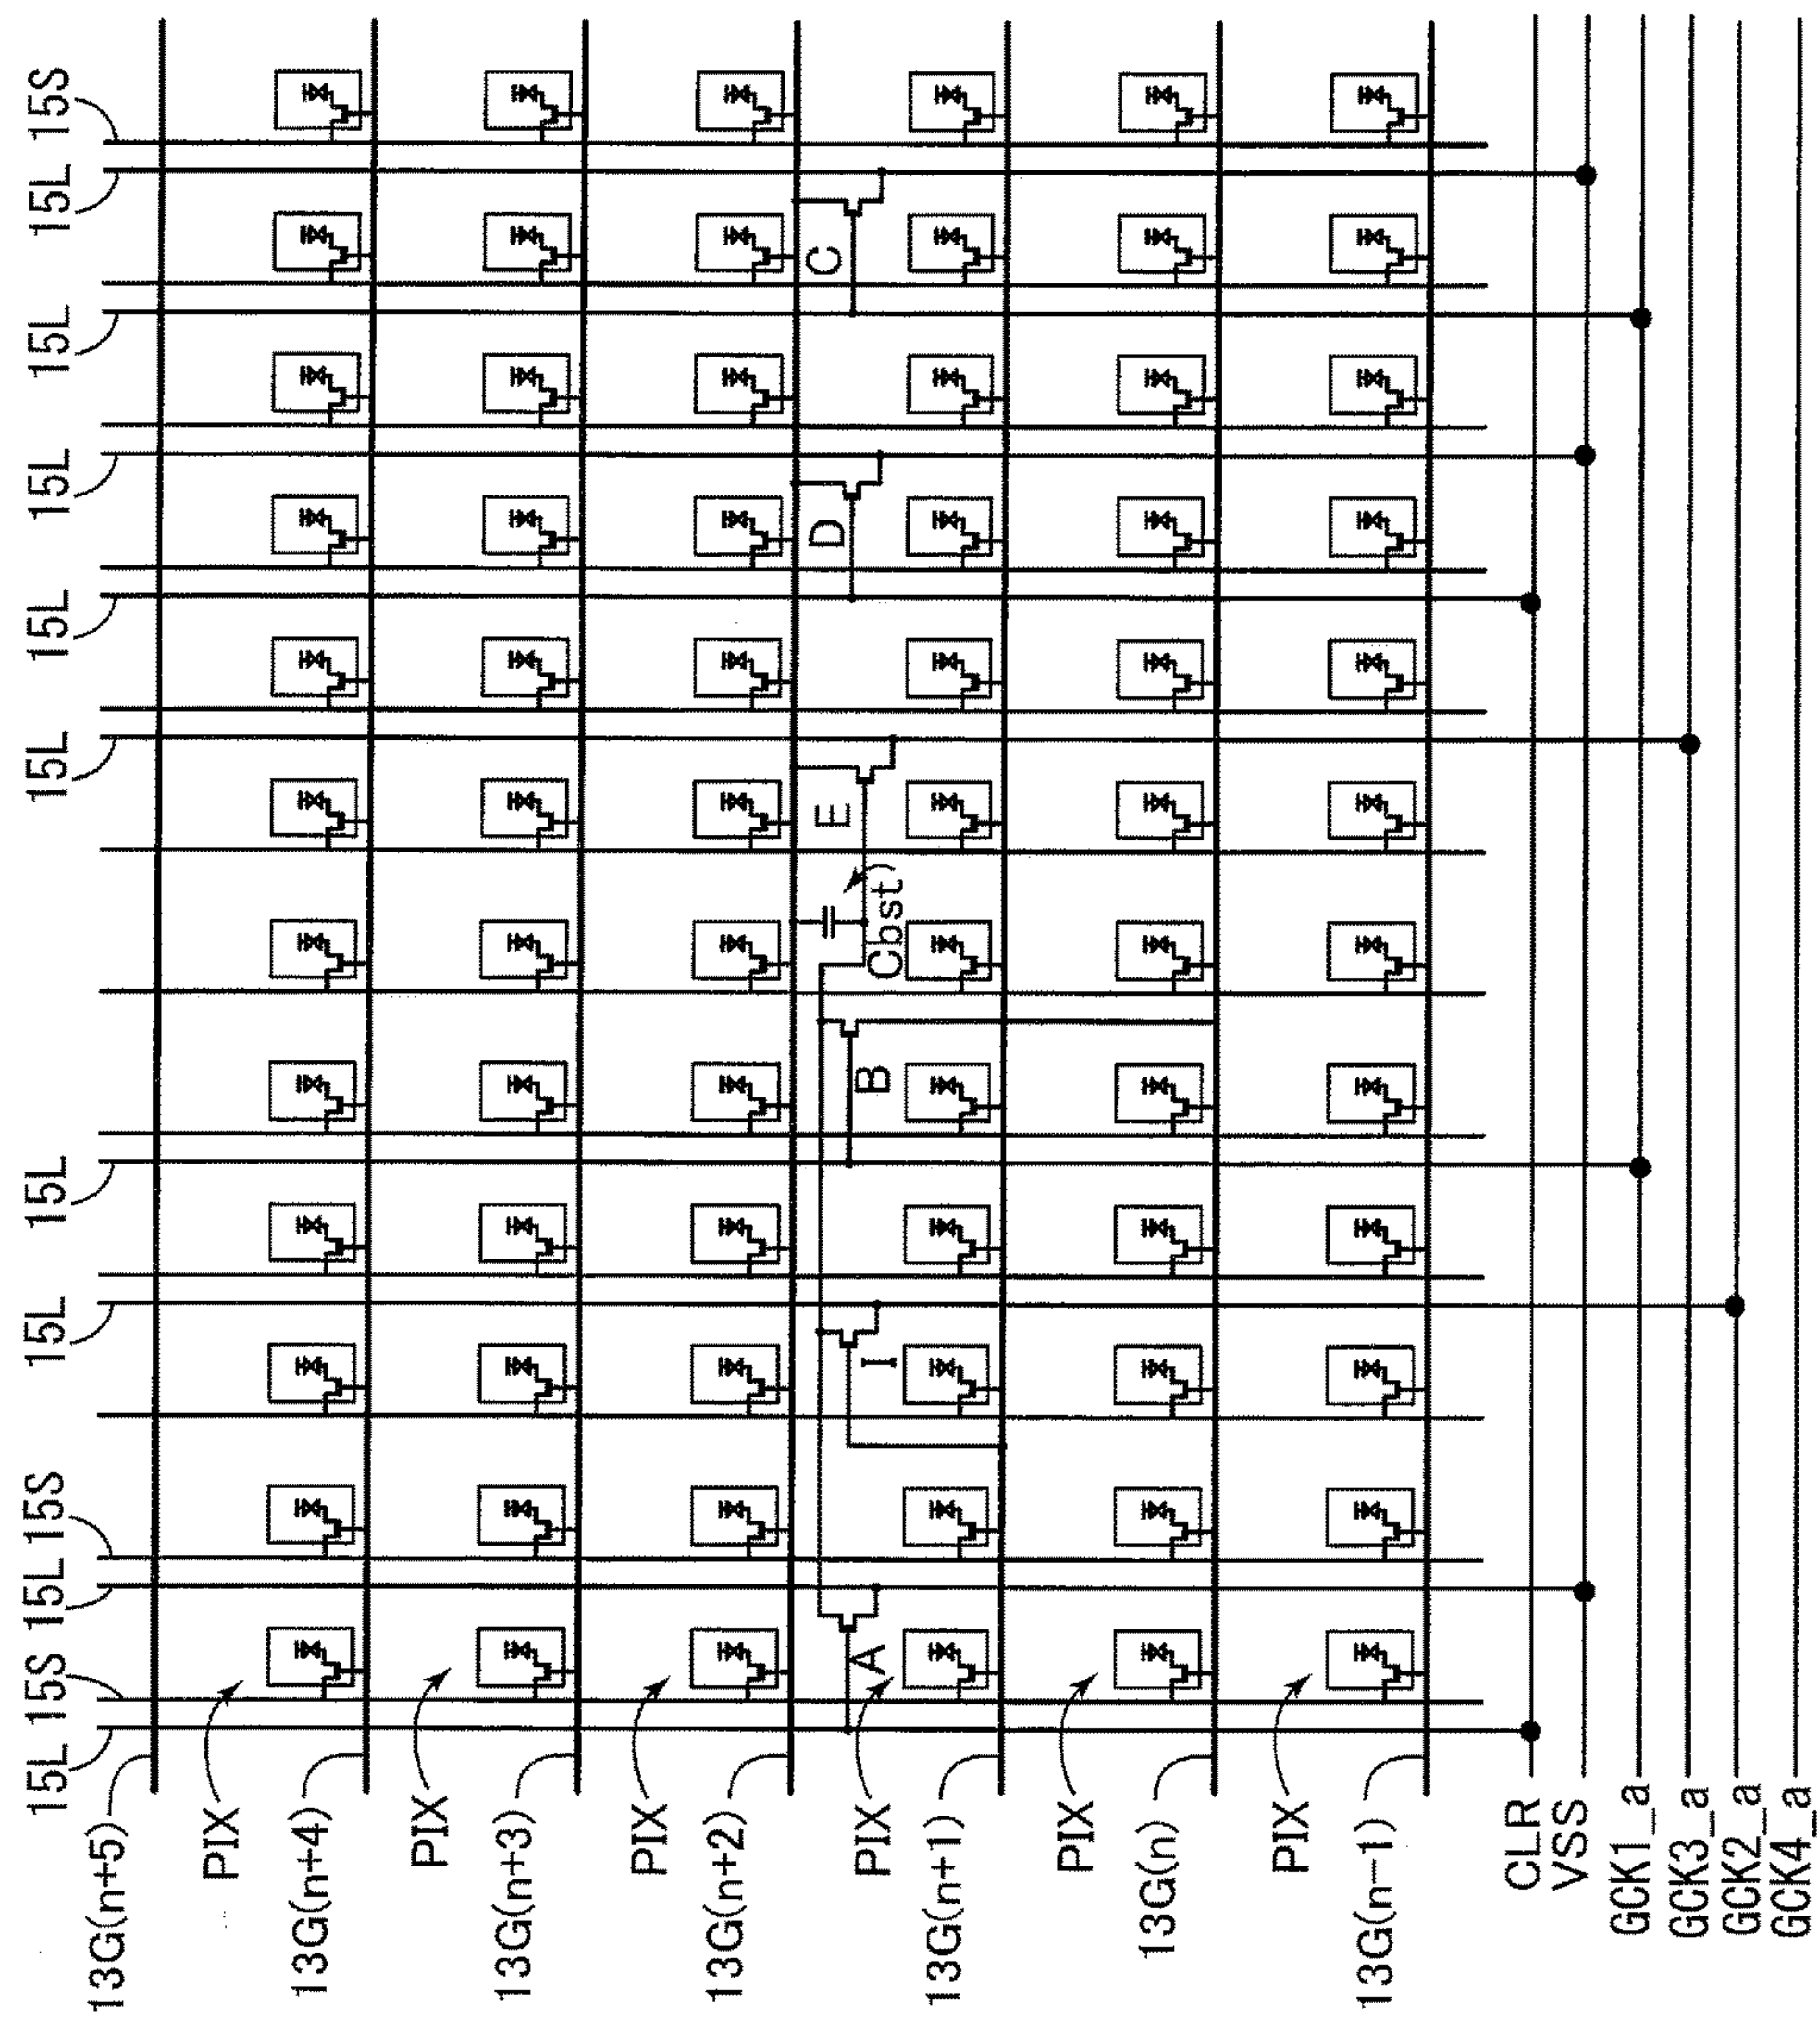 15L 15S 15L 15S 15L 15L 15L 15L 15L 15L 15L 15S
13G(n+5)
PIX
13G(n+4)
PIX
13G(n+3)
PIX
13G(n+2)
PIX A I B Cbst E D C
13G(n+1)
PIX
13G(n)
PIX
13G(n-1)
CLR
VSS
GCK1_a
GCK3_a
GCK2_a
GCK4_a